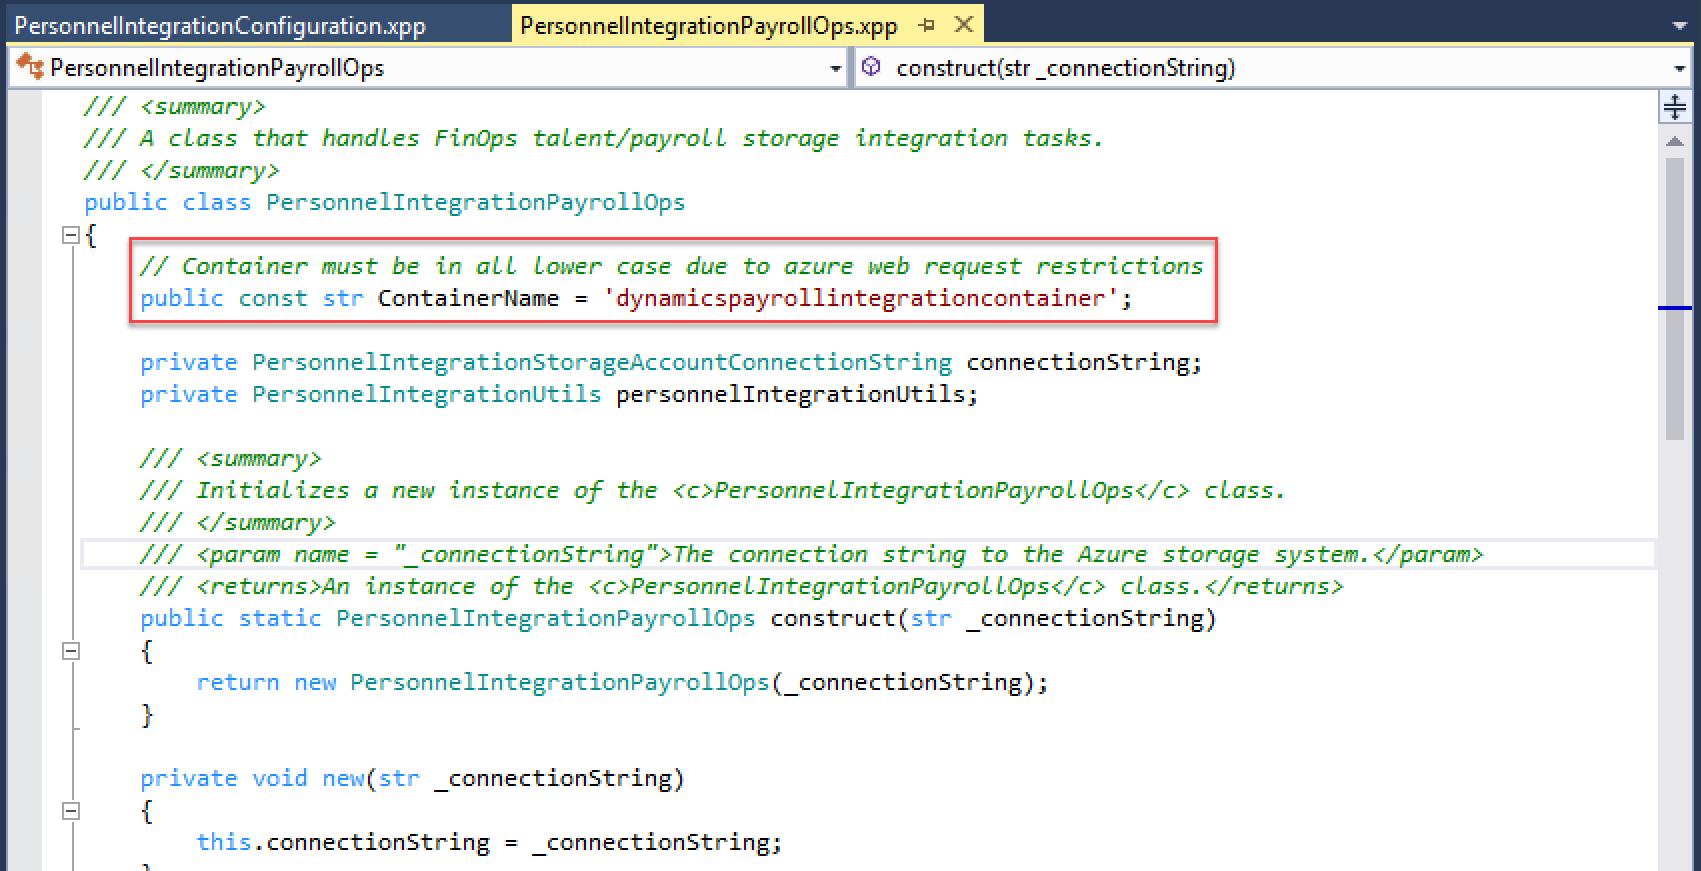 PersonnelIntegrationConfiguration.xpp
PersonnelIntegrationPayrollOps.xpp
PersonnelIntegrationPayrollOps
construct(str _connectionString)
/// <summary>
/// A class that handles FinOps talent/payroll storage integration tasks.
/// </summary>
public class PersonnelIntegrationPayrollOps
{
// Container must be in all lower case due to azure web request restrictions
public const str ContainerName = 'dynamicspayrollintegrationcontainer';
private PersonnelIntegrationStorageAccountConnectionString connectionString;
private PersonnelIntegrationUtils personnelIntegrationUtils;
/// <summary>
/// Initializes a new instance of the <c>PersonnelIntegrationPayrollOps</c> class.
/// </summary>
/// <param name = "_connectionString">The connection string to the Azure storage system.</param>
/// <returns>An instance of the <c>PersonnelIntegrationPayrollOps</c> class.</returns>
public static PersonnelIntegrationPayrollOps construct(str _connectionString)
{
return new PersonnelIntegrationPayrollOps(_connectionString);
}
private void new(str _connectionString)
{
this.connectionString = _connectionString;
}